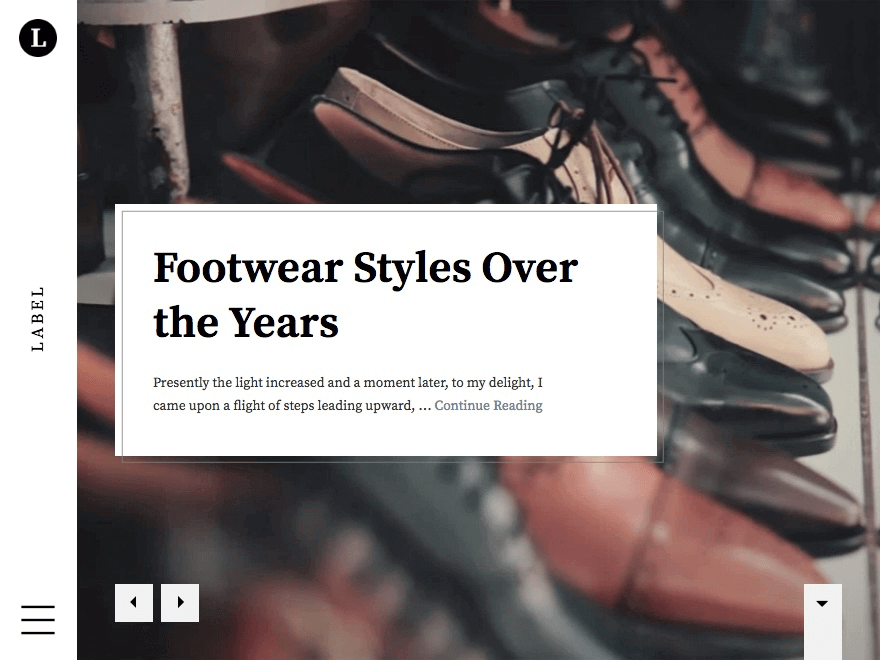 L
LABEL
Footwear Styles Over
the Years
Presently the light increased and a moment later, to my delight, I
came upon a flight of steps leading upward, … Continue Reading